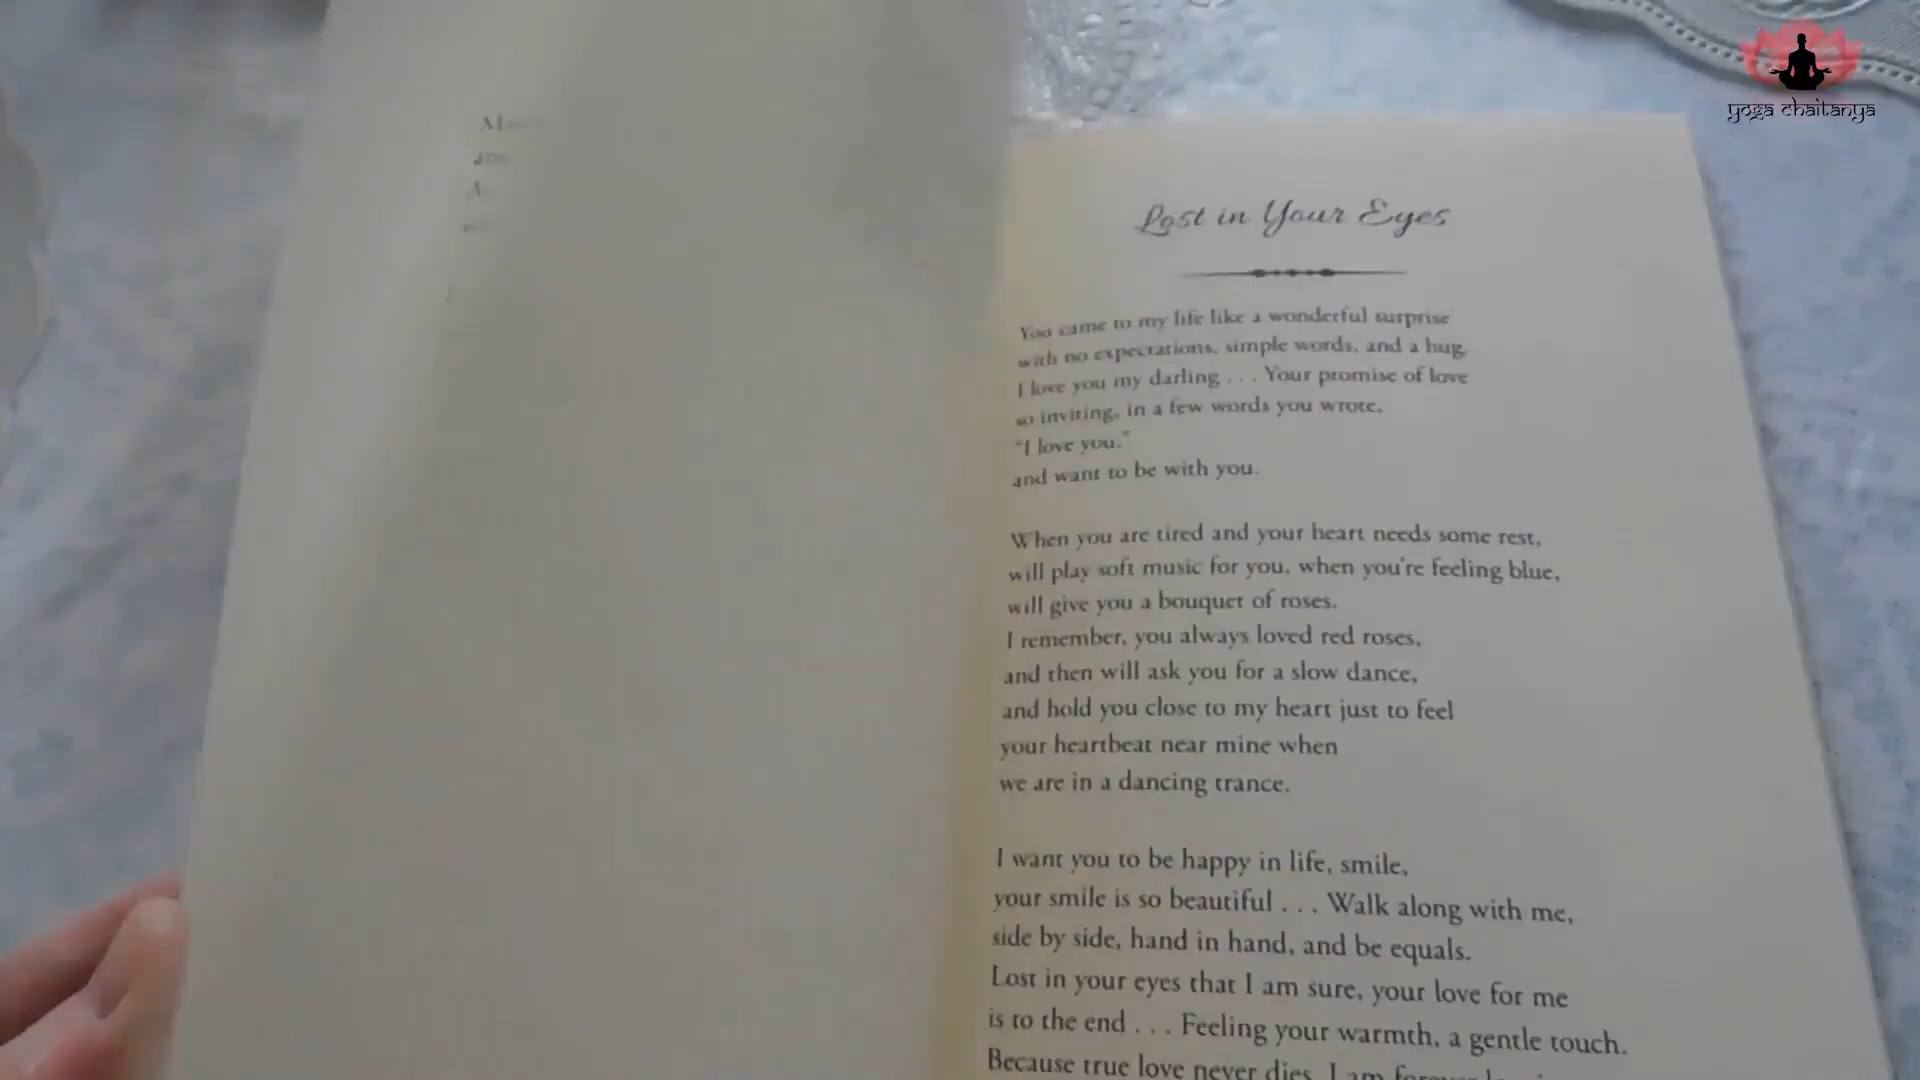 yoga chaitanya
Lost in Your Eyes
You came to my life like a wonderful surprise
with no expectations, simple words, and a hug.
I love you my darling . . . Your promise of love
so inviting, in a few words you wrote,
"I love you."
and want to be with you.
When you are tired and your heart needs some rest,
will play soft music for you, when you're feeling blue,
will give you a bouquet of roses.
I remember, you always loved red roses,
and then will ask you for a slow dance,
and hold you close to my heart just to feel
your heartbeat near mine when
we are in a dancing trance.
I want you to be happy in life, smile,
your smile is so beautiful . . . Walk along with me,
side by side, hand in hand, and be equals.
Lost in your eyes that I am sure, your love for me
is to the end . . . Feeling your warmth, a gentle touch.
Because true love never dies, I am